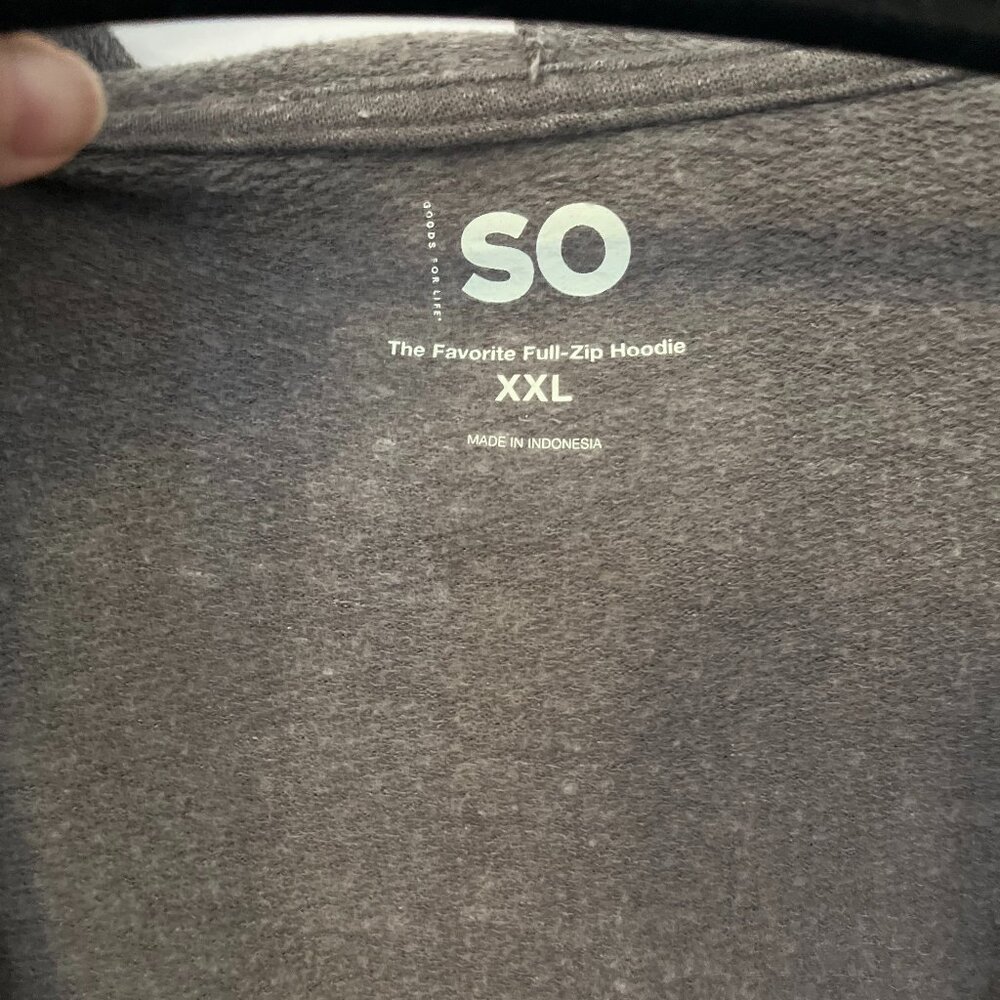 GOODS FOR LIFE®
SO
The Favorite Full-Zip Hoodie
XXL
MADE IN INDONESIA